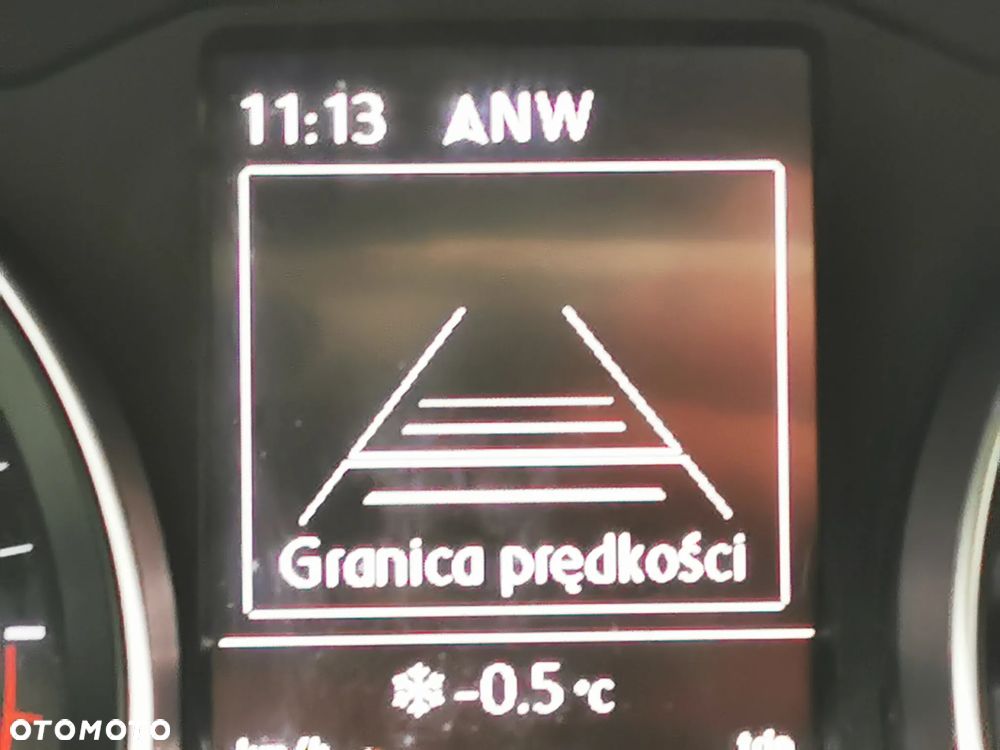 11:13 ANW
Granica prędkości
-0.5 °C
OTOMOTO